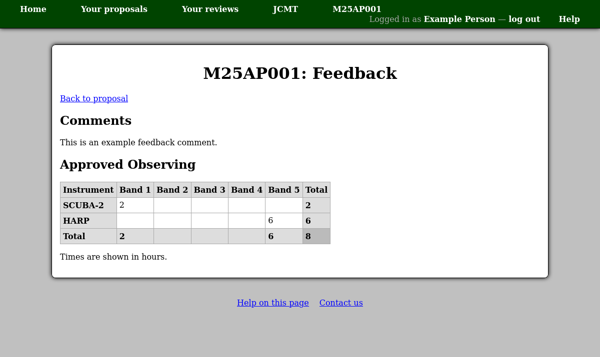 Home Your proposals Your reviews JCMT M25AP001
Logged in as Example Person — log out Help
M25AP001: Feedback
Back to proposal
Comments
This is an example feedback comment.
Approved Observing
Instrument Band 1 Band 2 Band 3 Band 4 Band 5 Total
SCUBA-2 2 2
HARP 6 6
Total 2 6 8
Times are shown in hours.
Help on this page Contact us